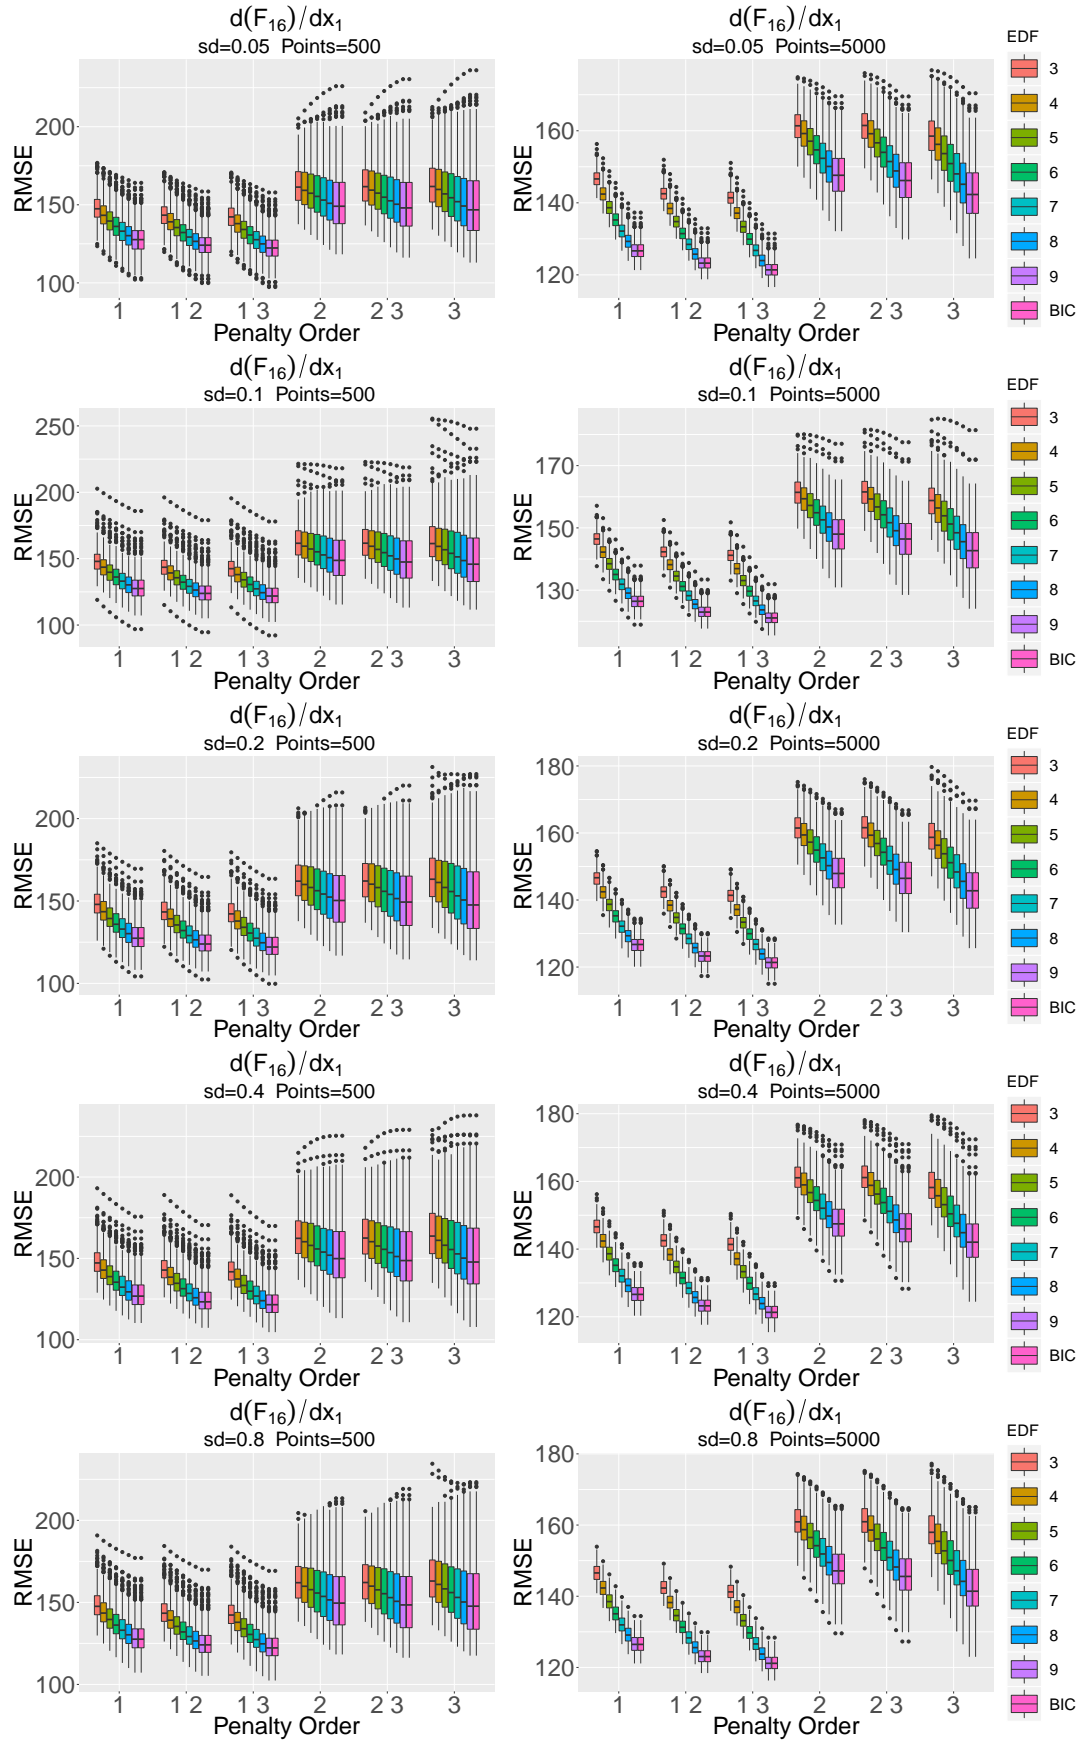 d(F16)/dx1
sd=0.05 Points=500
RMSE
200
150
100
1 1 2 1 3 2 2 3 3
Penalty Order
d(F16)/dx1
sd=0.05 Points=5000
RMSE
160
140
120
1 1 2 1 3 2 2 3 3
Penalty Order
EDF
3
4
5
6
7
8
9
BIC
d(F16)/dx1
sd=0.1 Points=500
RMSE
250
200
150
100
1 1 2 1 3 2 2 3 3
Penalty Order
d(F16)/dx1
sd=0.1 Points=5000
RMSE
170
150
130
1 1 2 1 3 2 2 3 3
Penalty Order
EDF
3
4
5
6
7
8
9
BIC
d(F16)/dx1
sd=0.2 Points=500
RMSE
200
150
100
1 1 2 1 3 2 2 3 3
Penalty Order
d(F16)/dx1
sd=0.2 Points=5000
RMSE
180
160
140
120
1 1 2 1 3 2 2 3 3
Penalty Order
EDF
3
4
5
6
7
8
9
BIC
d(F16)/dx1
sd=0.4 Points=500
RMSE
200
150
100
1 1 2 1 3 2 2 3 3
Penalty Order
d(F16)/dx1
sd=0.4 Points=5000
RMSE
180
160
140
120
1 1 2 1 3 2 2 3 3
Penalty Order
EDF
3
4
5
6
7
8
9
BIC
d(F16)/dx1
sd=0.8 Points=500
RMSE
200
150
100
1 1 2 1 3 2 2 3 3
Penalty Order
d(F16)/dx1
sd=0.8 Points=5000
RMSE
180
160
140
120
1 1 2 1 3 2 2 3 3
Penalty Order
EDF
3
4
5
6
7
8
9
BIC